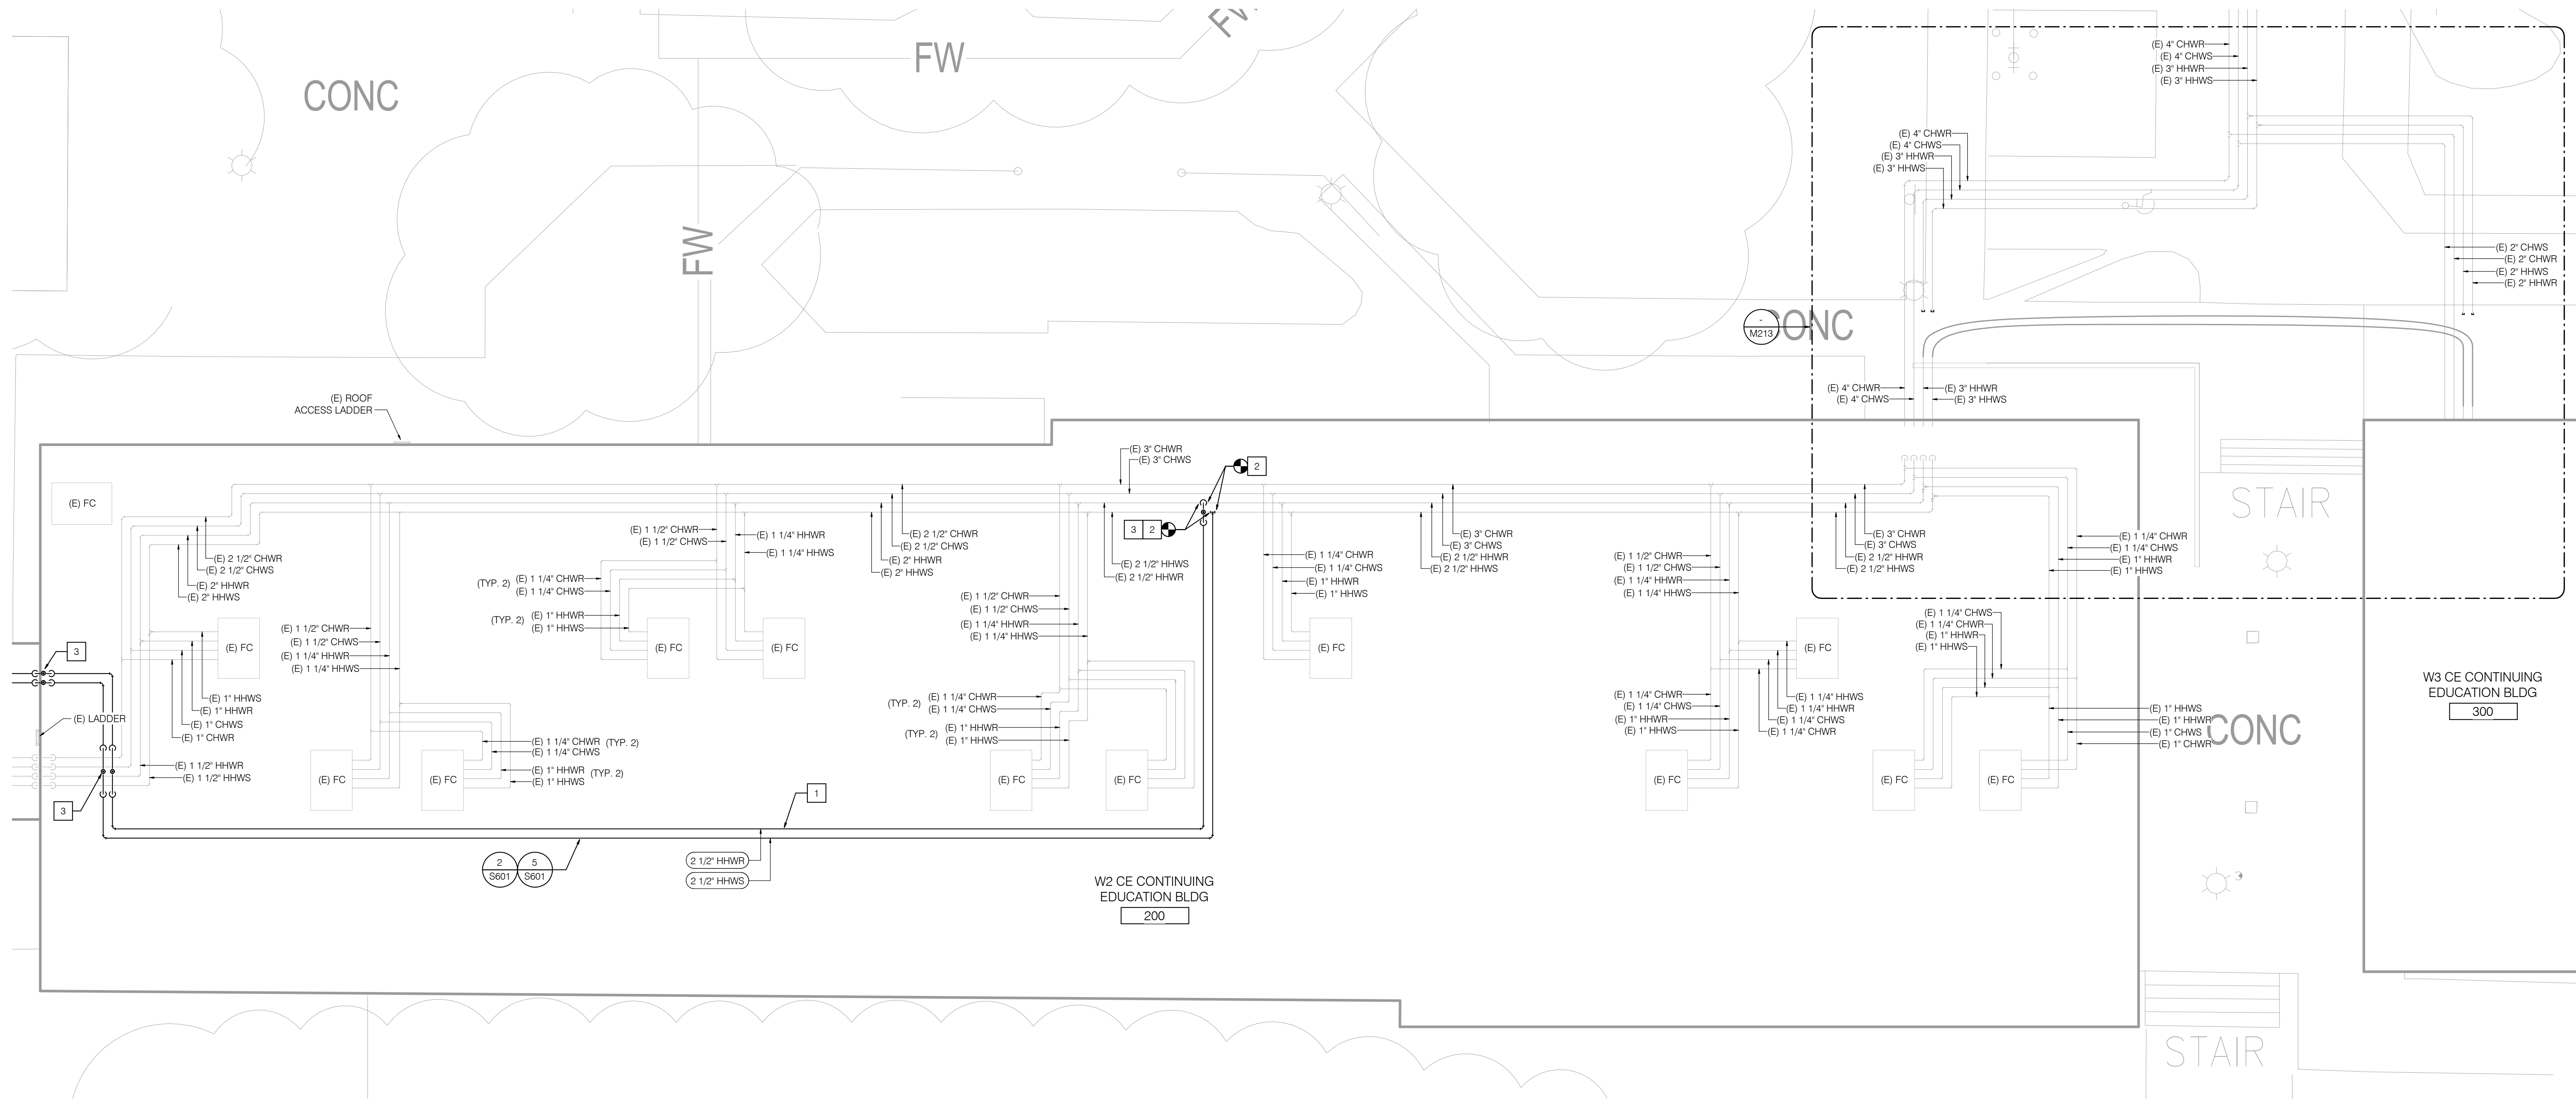 FW
FW
CONC
FW
CONC
(E) 4" CHWR
(E) 4" CHWS
(E) 3" HHWR
(E) 3" HHWS
(E) 4" CHWR
(E) 4" CHWS
(E) 3" HHWR
(E) 3" HHWS
(E) 2" CHWS
(E) 2" CHWR
(E) 2" HHWS
(E) 2" HHWR
-
M213
(E) 4" CHWR
(E) 4" CHWS
(E) 3" HHWR
(E) 3" HHWS
(E) ROOF
ACCESS LADDER
(E) 3" CHWR
(E) 3" CHWS
2
3 2
(E) FC
(E) 2 1/2" CHWR
(E) 2 1/2" CHWS
(E) 2" HHWR
(E) 2" HHWS
(E) 1 1/2" CHWR
(E) 1 1/2" CHWS
(E) 1 1/4" HHWR
(E) 1 1/4" HHWS
(TYP. 2)
(E) 1 1/4" CHWR
(E) 1 1/4" CHWS
(TYP. 2)
(E) 1" HHWR
(E) 1" HHWS
(E) 2 1/2" CHWR
(E) 2 1/2" CHWS
(E) 2" HHWR
(E) 2" HHWS
(E) 2 1/2" HHWS
(E) 2 1/2" HHWR
(E) 1 1/4" CHWR
(E) 1 1/4" CHWS
(E) 1" HHWR
(E) 1" HHWS
(E) 3" CHWR
(E) 3" CHWS
(E) 2 1/2" HHWR
(E) 2 1/2" HHWS
(E) 1 1/2" CHWR
(E) 1 1/2" CHWS
(E) 1 1/4" HHWR
(E) 1 1/4" HHWS
(E) 3" CHWR
(E) 3" CHWS
(E) 2 1/2" HHWR
(E) 2 1/2" HHWS
(E) 1 1/4" CHWR
(E) 1 1/4" CHWS
(E) 1" HHWR
(E) 1" HHWS
STAIR
3
(E) FC
(E) 1 1/2" CHWR
(E) 1 1/2" CHWS
(E) 1 1/4" HHWR
(E) 1 1/4" HHWS
(E) FC
(E) FC
(E) 1 1/2" CHWR
(E) 1 1/2" CHWS
(E) 1 1/4" HHWR
(E) 1 1/4" HHWS
(E) FC
(E) FC
(E) 1 1/4" CHWS
(E) 1 1/4" CHWR
(E) 1" HHWR
(E) 1" HHWS
(E) 1" HHWS
(E) 1" HHWR
(E) 1" CHWS
(E) 1" CHWR
(E) LADDER
(E) 1 1/2" HHWR
(E) 1 1/2" HHWS
3
(E) FC
(E) FC
(E) 1 1/4" CHWR (TYP. 2)
(E) 1 1/4" CHWS
(E) 1" HHWR (TYP. 2)
(E) 1" HHWS
(TYP. 2)
(E) 1 1/4" CHWR
(E) 1 1/4" CHWS
(TYP. 2)
(E) 1" HHWR
(E) 1" HHWS
(E) FC
(E) FC
(E) 1 1/4" CHWR
(E) 1 1/4" CHWS
(E) 1" HHWR
(E) 1" HHWS
(E) 1 1/4" HHWS
(E) 1 1/4" HHWR
(E) 1 1/4" CHWS
(E) 1 1/4" CHWR
(E) FC
(E) FC
(E) FC
(E) 1" HHWS
(E) 1" HHWR
(E) 1" CHWS
(E) 1" CHWR
CONC
W3 CE CONTINUING
EDUCATION BLDG
300
1
2
S601
5
S601
2 1/2" HHWR
2 1/2" HHWS
W2 CE CONTINUING
EDUCATION BLDG
200
STAIR